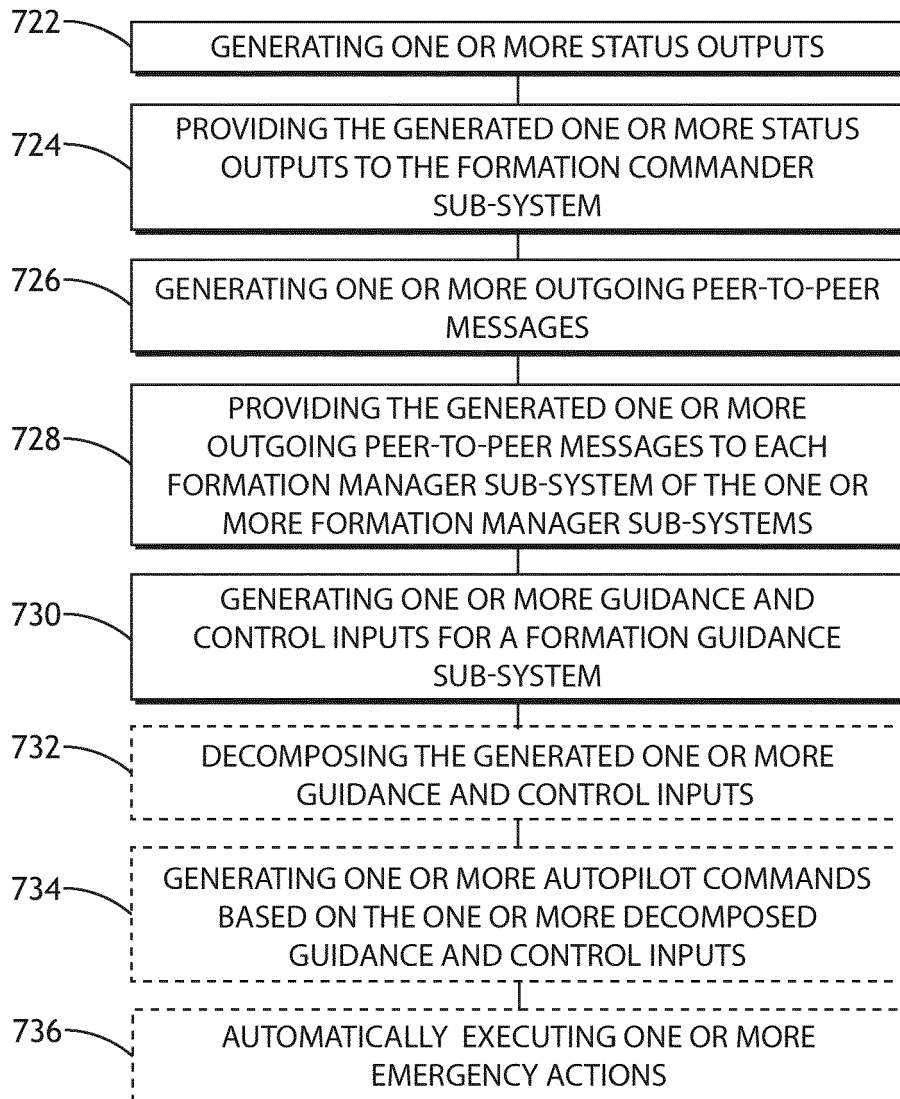 722
GENERATING ONE OR MORE STATUS OUTPUTS
724
PROVIDING THE GENERATED ONE OR MORE STATUS
OUTPUTS TO THE FORMATION COMMANDER
SUB-SYSTEM
726
GENERATING ONE OR MORE OUTGOING PEER-TO-PEER
MESSAGES
728
PROVIDING THE GENERATED ONE OR MORE
OUTGOING PEER-TO-PEER MESSAGES TO EACH
FORMATION MANAGER SUB-SYSTEM OF THE ONE OR
MORE FORMATION MANAGER SUB-SYSTEMS
730
GENERATING ONE OR MORE GUIDANCE AND
CONTROL INPUTS FOR A FORMATION GUIDANCE
SUB-SYSTEM
732
DECOMPOSING THE GENERATED ONE OR MORE
GUIDANCE AND CONTROL INPUTS
734
GENERATING ONE OR MORE AUTOPILOT COMMANDS
BASED ON THE ONE OR MORE DECOMPOSED
GUIDANCE AND CONTROL INPUTS
736
AUTOMATICALLY EXECUTING ONE OR MORE
EMERGENCY ACTIONS